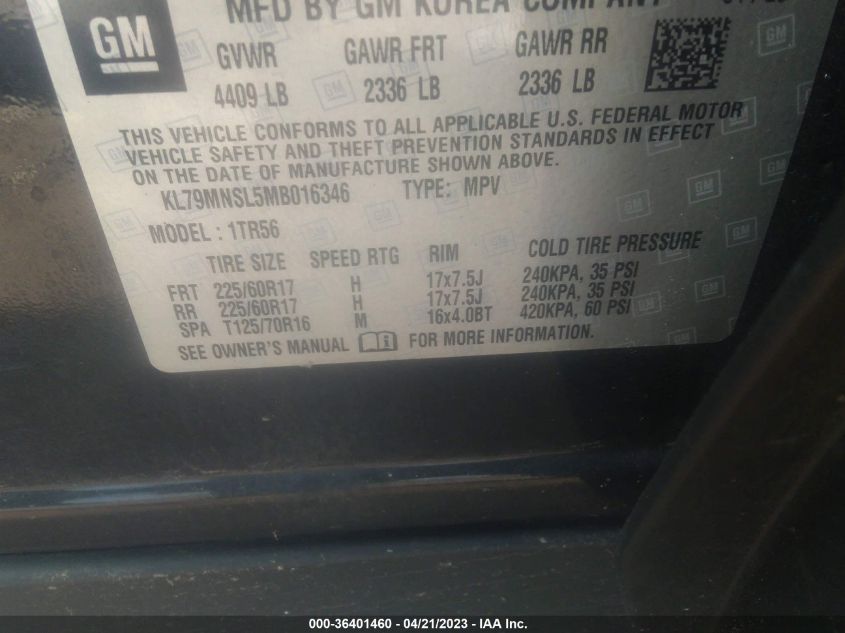 GM
MFD BY GM KOREA COMPANY
GVWR GAWR FRT GAWR RR
4409 LB 2336 LB 2336 LB
THIS VEHICLE CONFORMS TO ALL APPLICABLE U.S. FEDERAL MOTOR
VEHICLE SAFETY AND THEFT PREVENTION STANDARDS IN EFFECT
ON THE DATE OF MANUFACTURE SHOWN ABOVE.
KL79MNSL5MB016346 TYPE: MPV
MODEL : 1TR56
TIRE SIZE SPEED RTG RIM COLD TIRE PRESSURE
FRT 225/60R17 H 17x7.5J 240KPA, 35 PSI
RR 225/60R17 H 17x7.5J 240KPA, 35 PSI
SPA T125/70R16 M 16x4.0BT 420KPA, 60 PSI
SEE OWNER'S MANUAL FOR MORE INFORMATION.
000-36401460 - 04/21/2023 - IAA Inc.